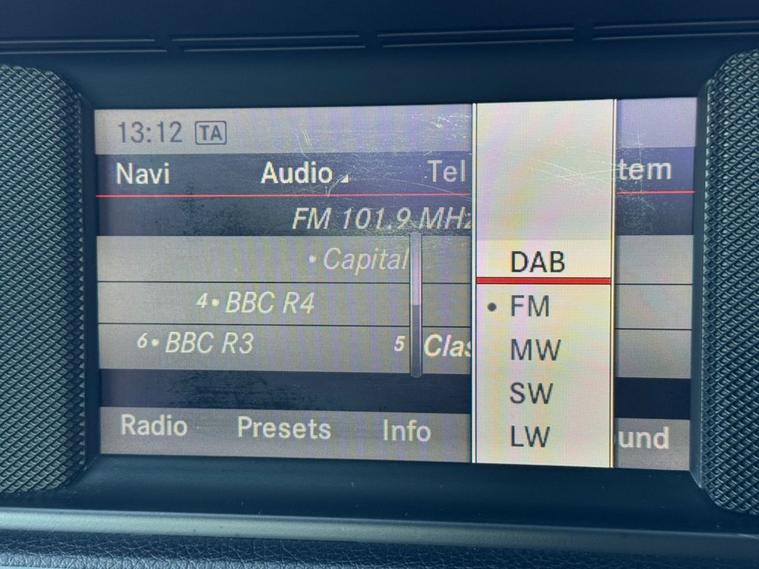 13:12 TA
Navi Audio Tel tem
FM 101.9 MHz
• Capital
4• BBC R4
6• BBC R3 5 Clas
Radio Presets Info und
DAB
• FM
MW
SW
LW